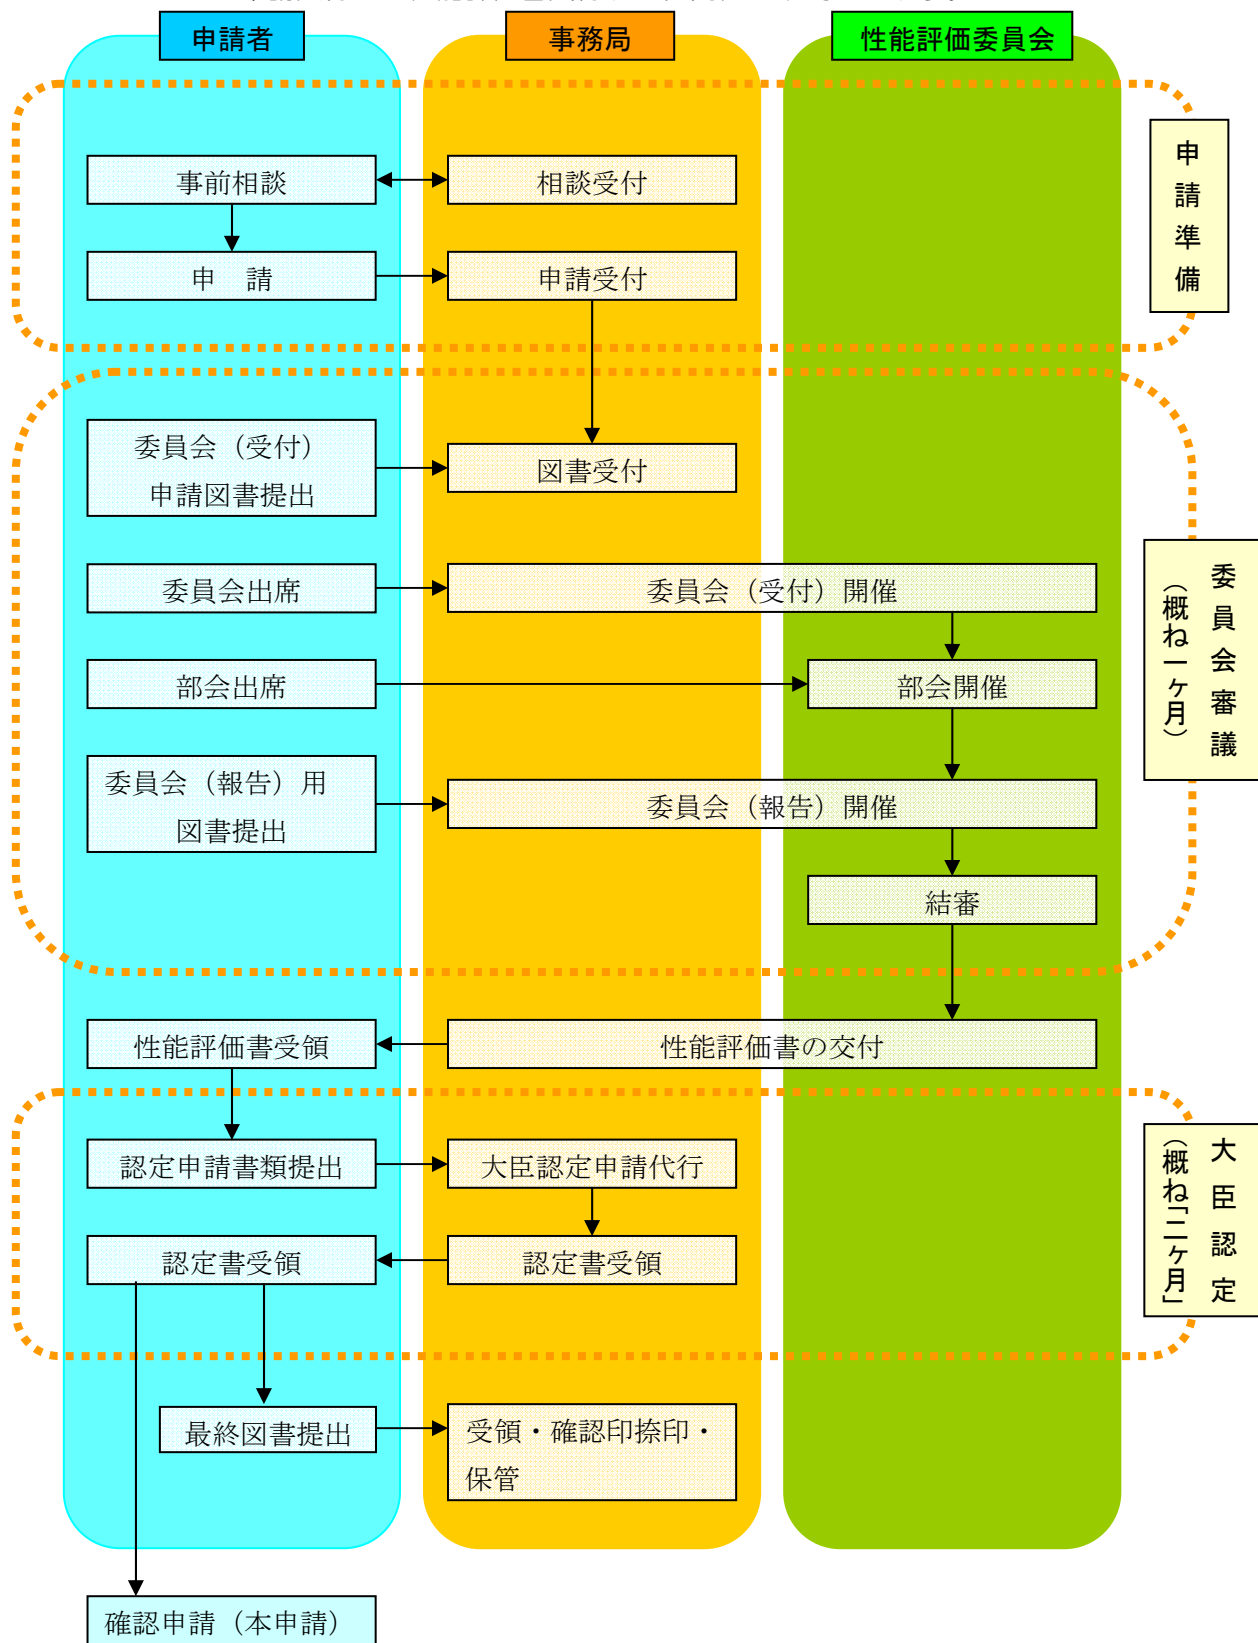 申請者
事務局
性能評価委員会
申請準備
事前相談
相談受付
申　請
申請受付
委員会（受付）
申請図書提出
図書受付
委員会出席
委員会（受付）開催
部会出席
部会開催
委員会審議
（概ね一ヶ月）
委員会（報告）用
図書提出
委員会（報告）開催
結審
性能評価書受領
性能評価書の交付
認定申請書類提出
大臣認定申請代行
大臣認定
（概ね「二ヶ月」
認定書受領
認定書受領
最終図書提出
受領・確認印捺印・
保管
確認申請（本申請）